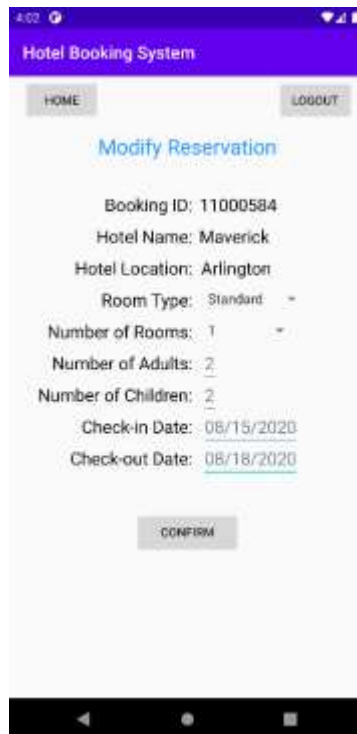 4:02
Hotel Booking System
HOME LOGOUT
Modify Reservation
Booking ID: 11000584
Hotel Name: Maverick
Hotel Location: Arlington
Room Type: Standard
Number of Rooms: 1
Number of Adults: 2
Number of Children: 2
Check-in Date: 08/15/2020
Check-out Date: 08/18/2020
CONFIRM